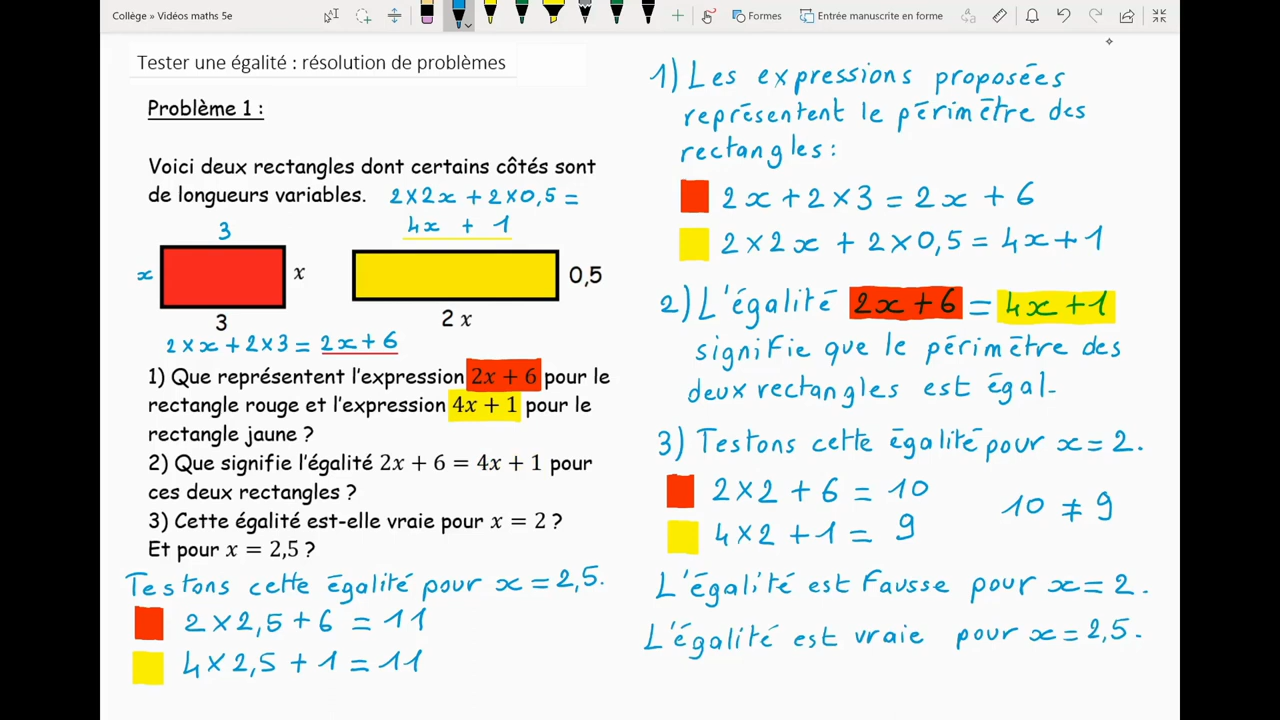 Collège » Vidéos maths 5e
Formes
Entrée manuscrite en forme
Tester une égalité : résolution de problèmes
Problème 1 :
Voici deux rectangles dont certains côtés sont
de longueurs variables.
2×2x + 2×0,5 =
4x + 1
3
x
x
3
0,5
2 x
2×x + 2×3 = 2x+6
1) Que représentent l'expression 2x + 6 pour le
rectangle rouge et l'expression 4x + 1 pour le
rectangle jaune ?
2) Que signifie l'égalité 2x + 6 = 4x + 1 pour
ces deux rectangles ?
3) Cette égalité est-elle vraie pour x = 2 ?
Et pour x = 2,5 ?
Testons cette égalité pour x = 2,5.
2 × 2,5 + 6 = 11
4 × 2,5 + 1 = 11
1) Les expressions proposées
représentent le périmètre des
rectangles :
2x + 2×3 = 2x + 6
2×2x + 2×0,5 = 4x+1
2) L'égalité 2x+6 = 4x+1
signifie que le périmètre des
deux rectangles est égal.
3) Testons cette égalité pour x = 2.
2×2 + 6 = 10
4×2 + 1 = 9
10 ≠ 9
L'égalité est fausse pour x = 2.
L'égalité est vraie pour x = 2,5.